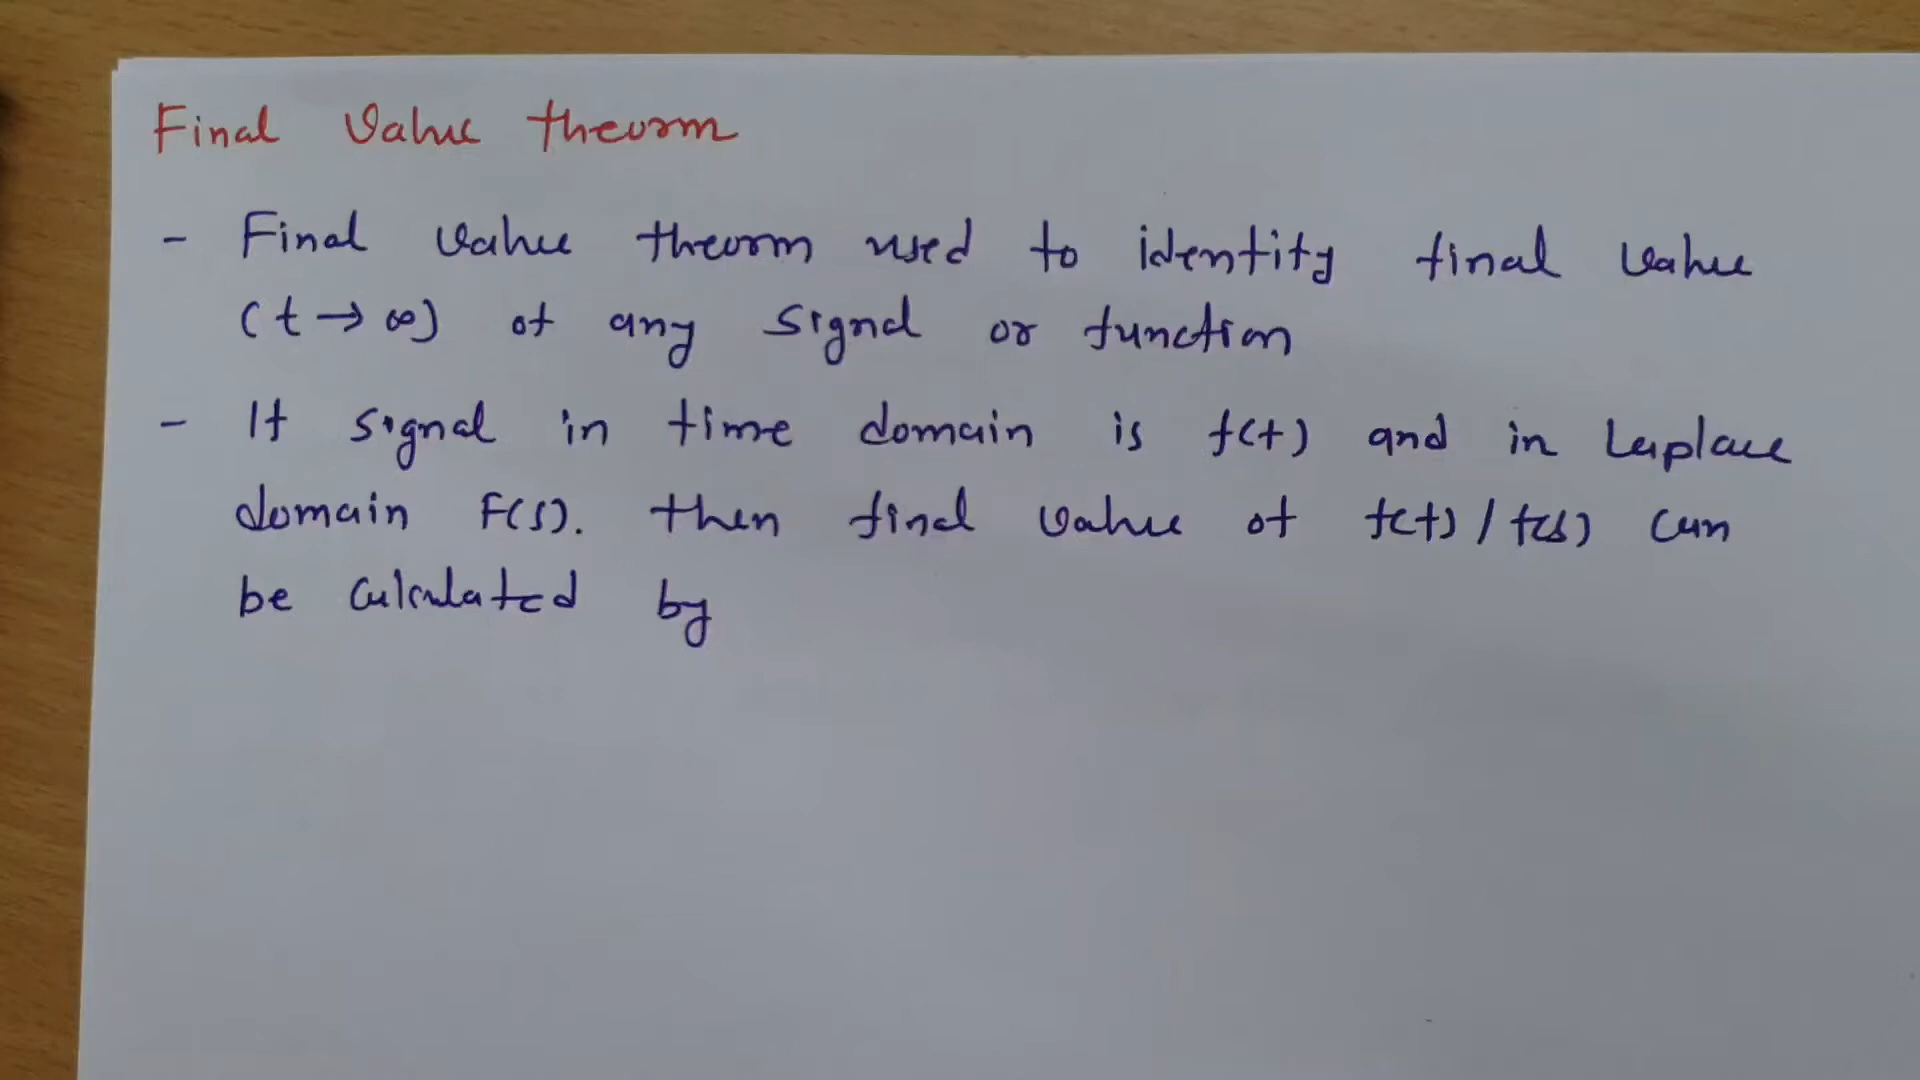 Final Value theorm
- Final value theorm used to identity final value
(t → ∞) of any signal or function
- If signal in time domain is f(t) and in Laplace
domain F(s). then final value of f(t) / f(s) can
be calculated by